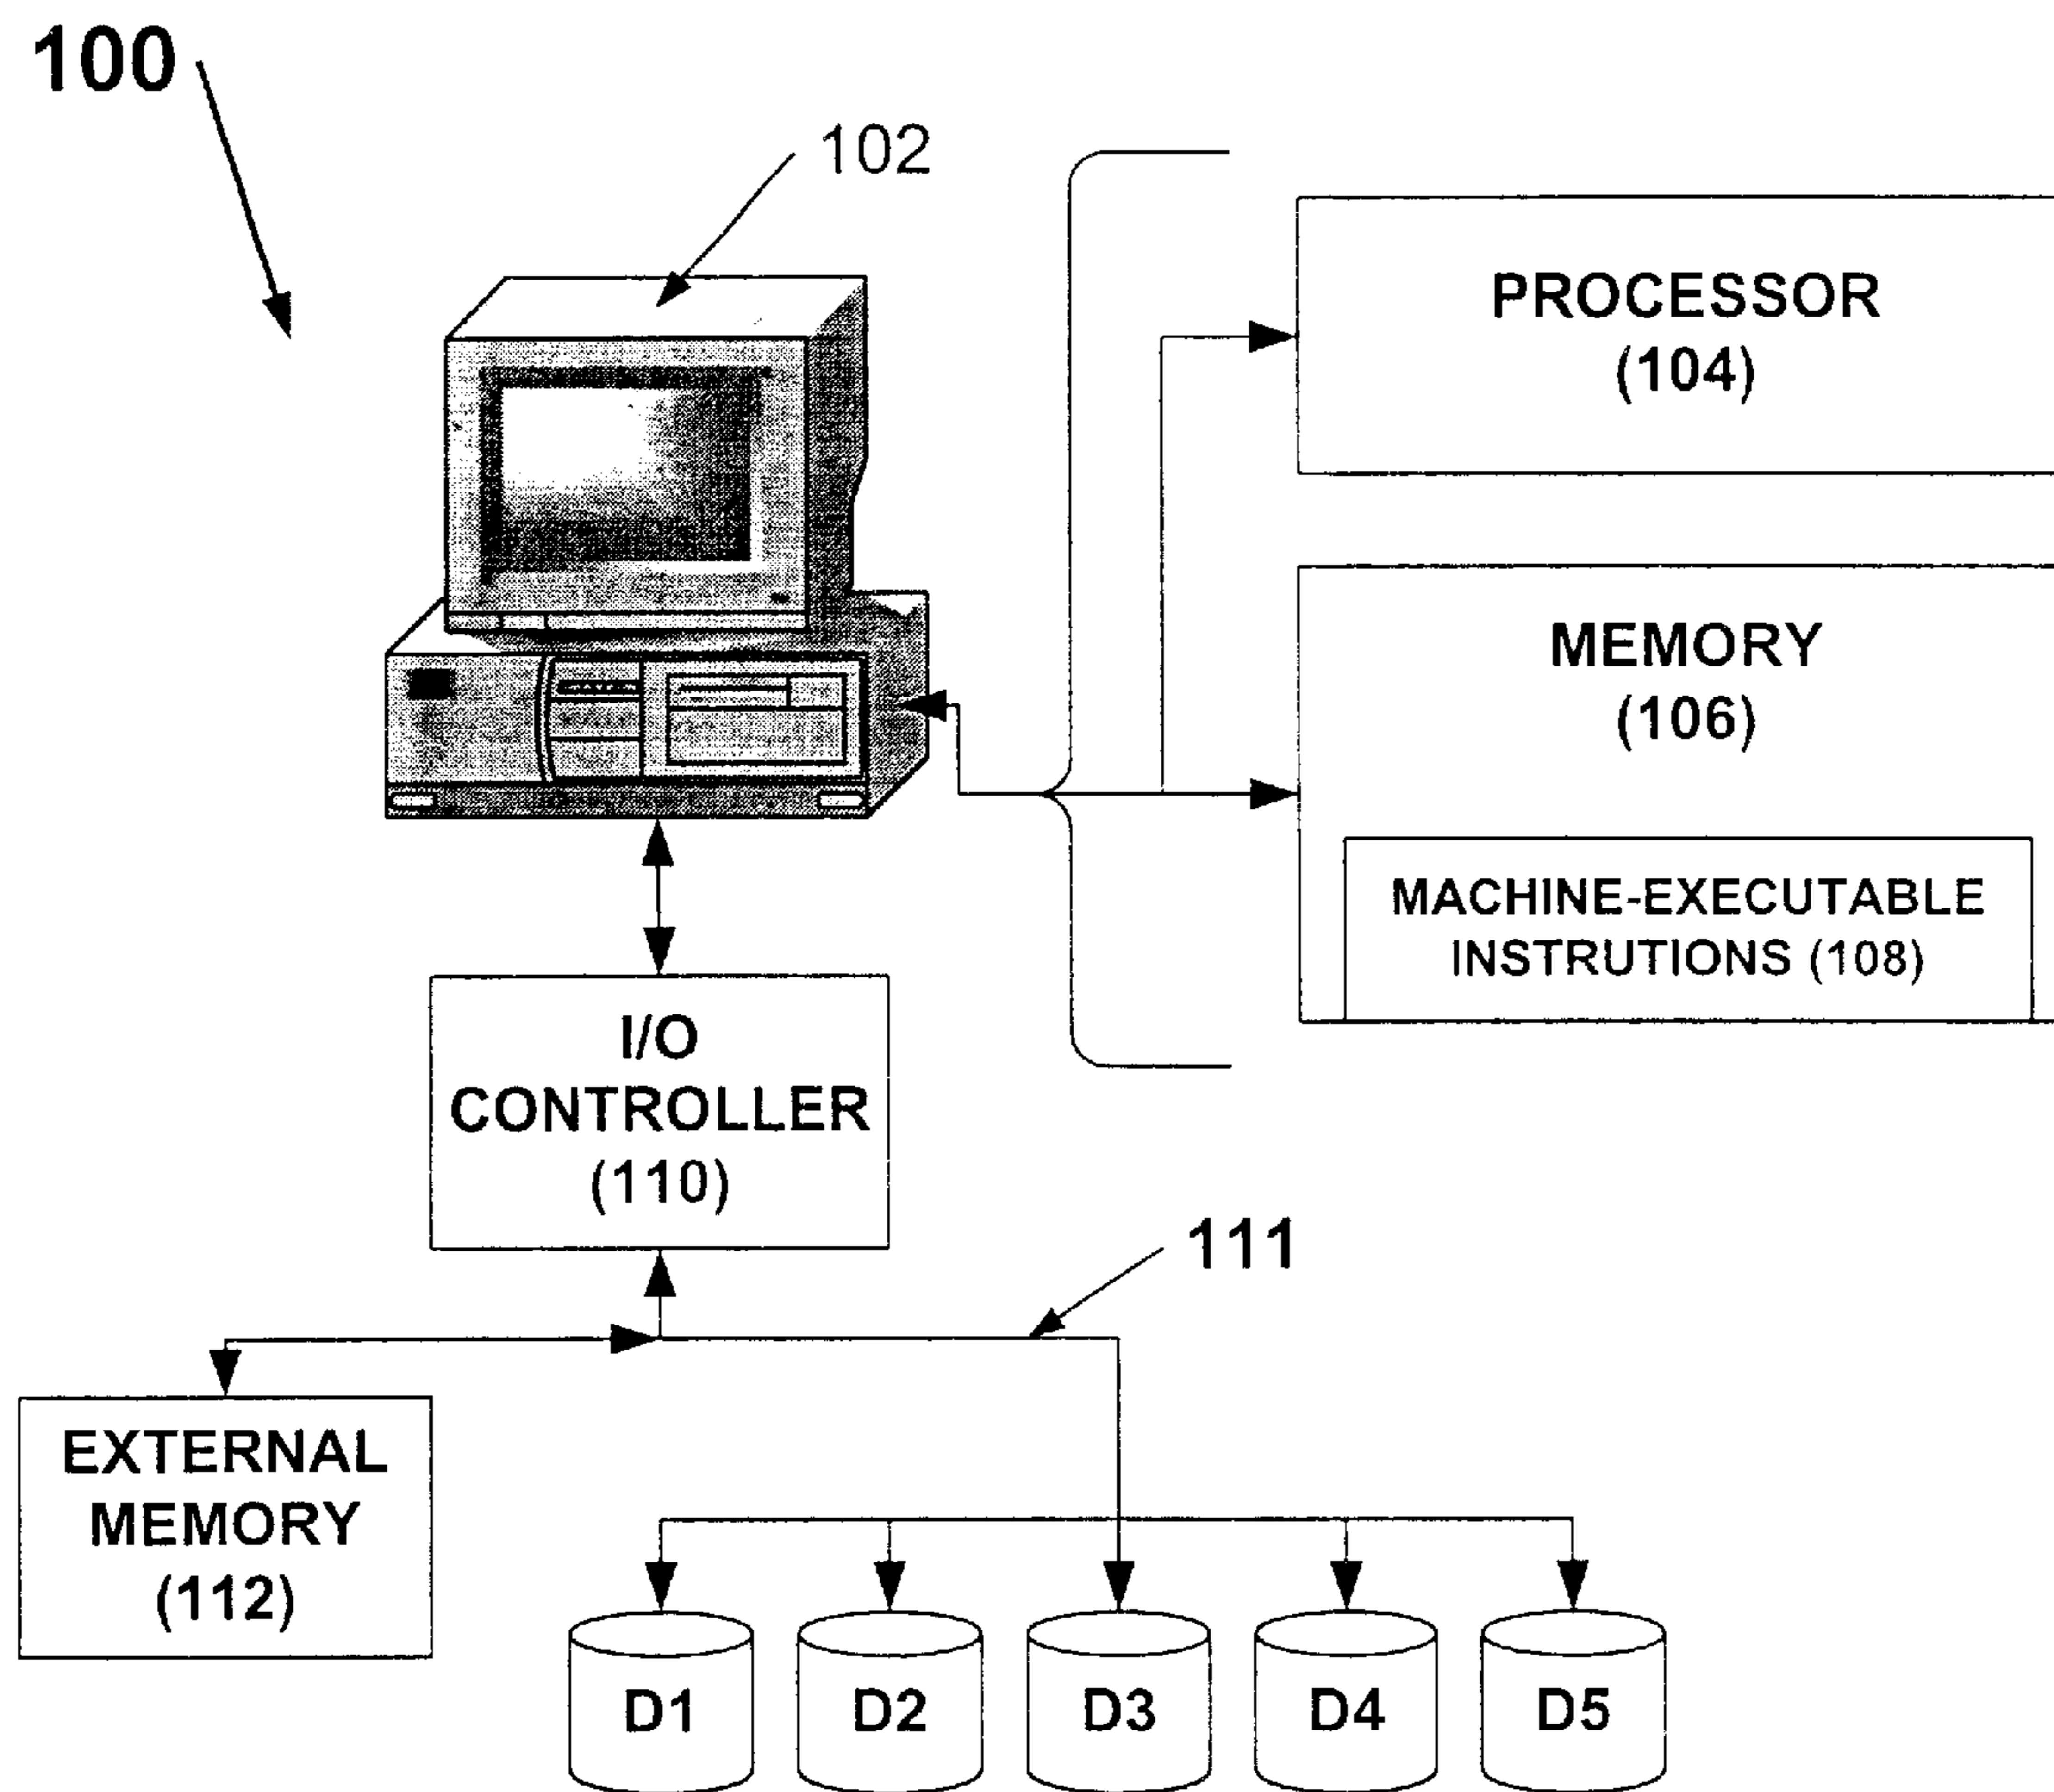 100
102
PROCESSOR
(104)
MEMORY
(106)
MACHINE-EXECUTABLE
INSTRUTIONS (108)
I/O
CONTROLLER
(110)
111
EXTERNAL
MEMORY
(112)
D1
D2
D3
D4
D5